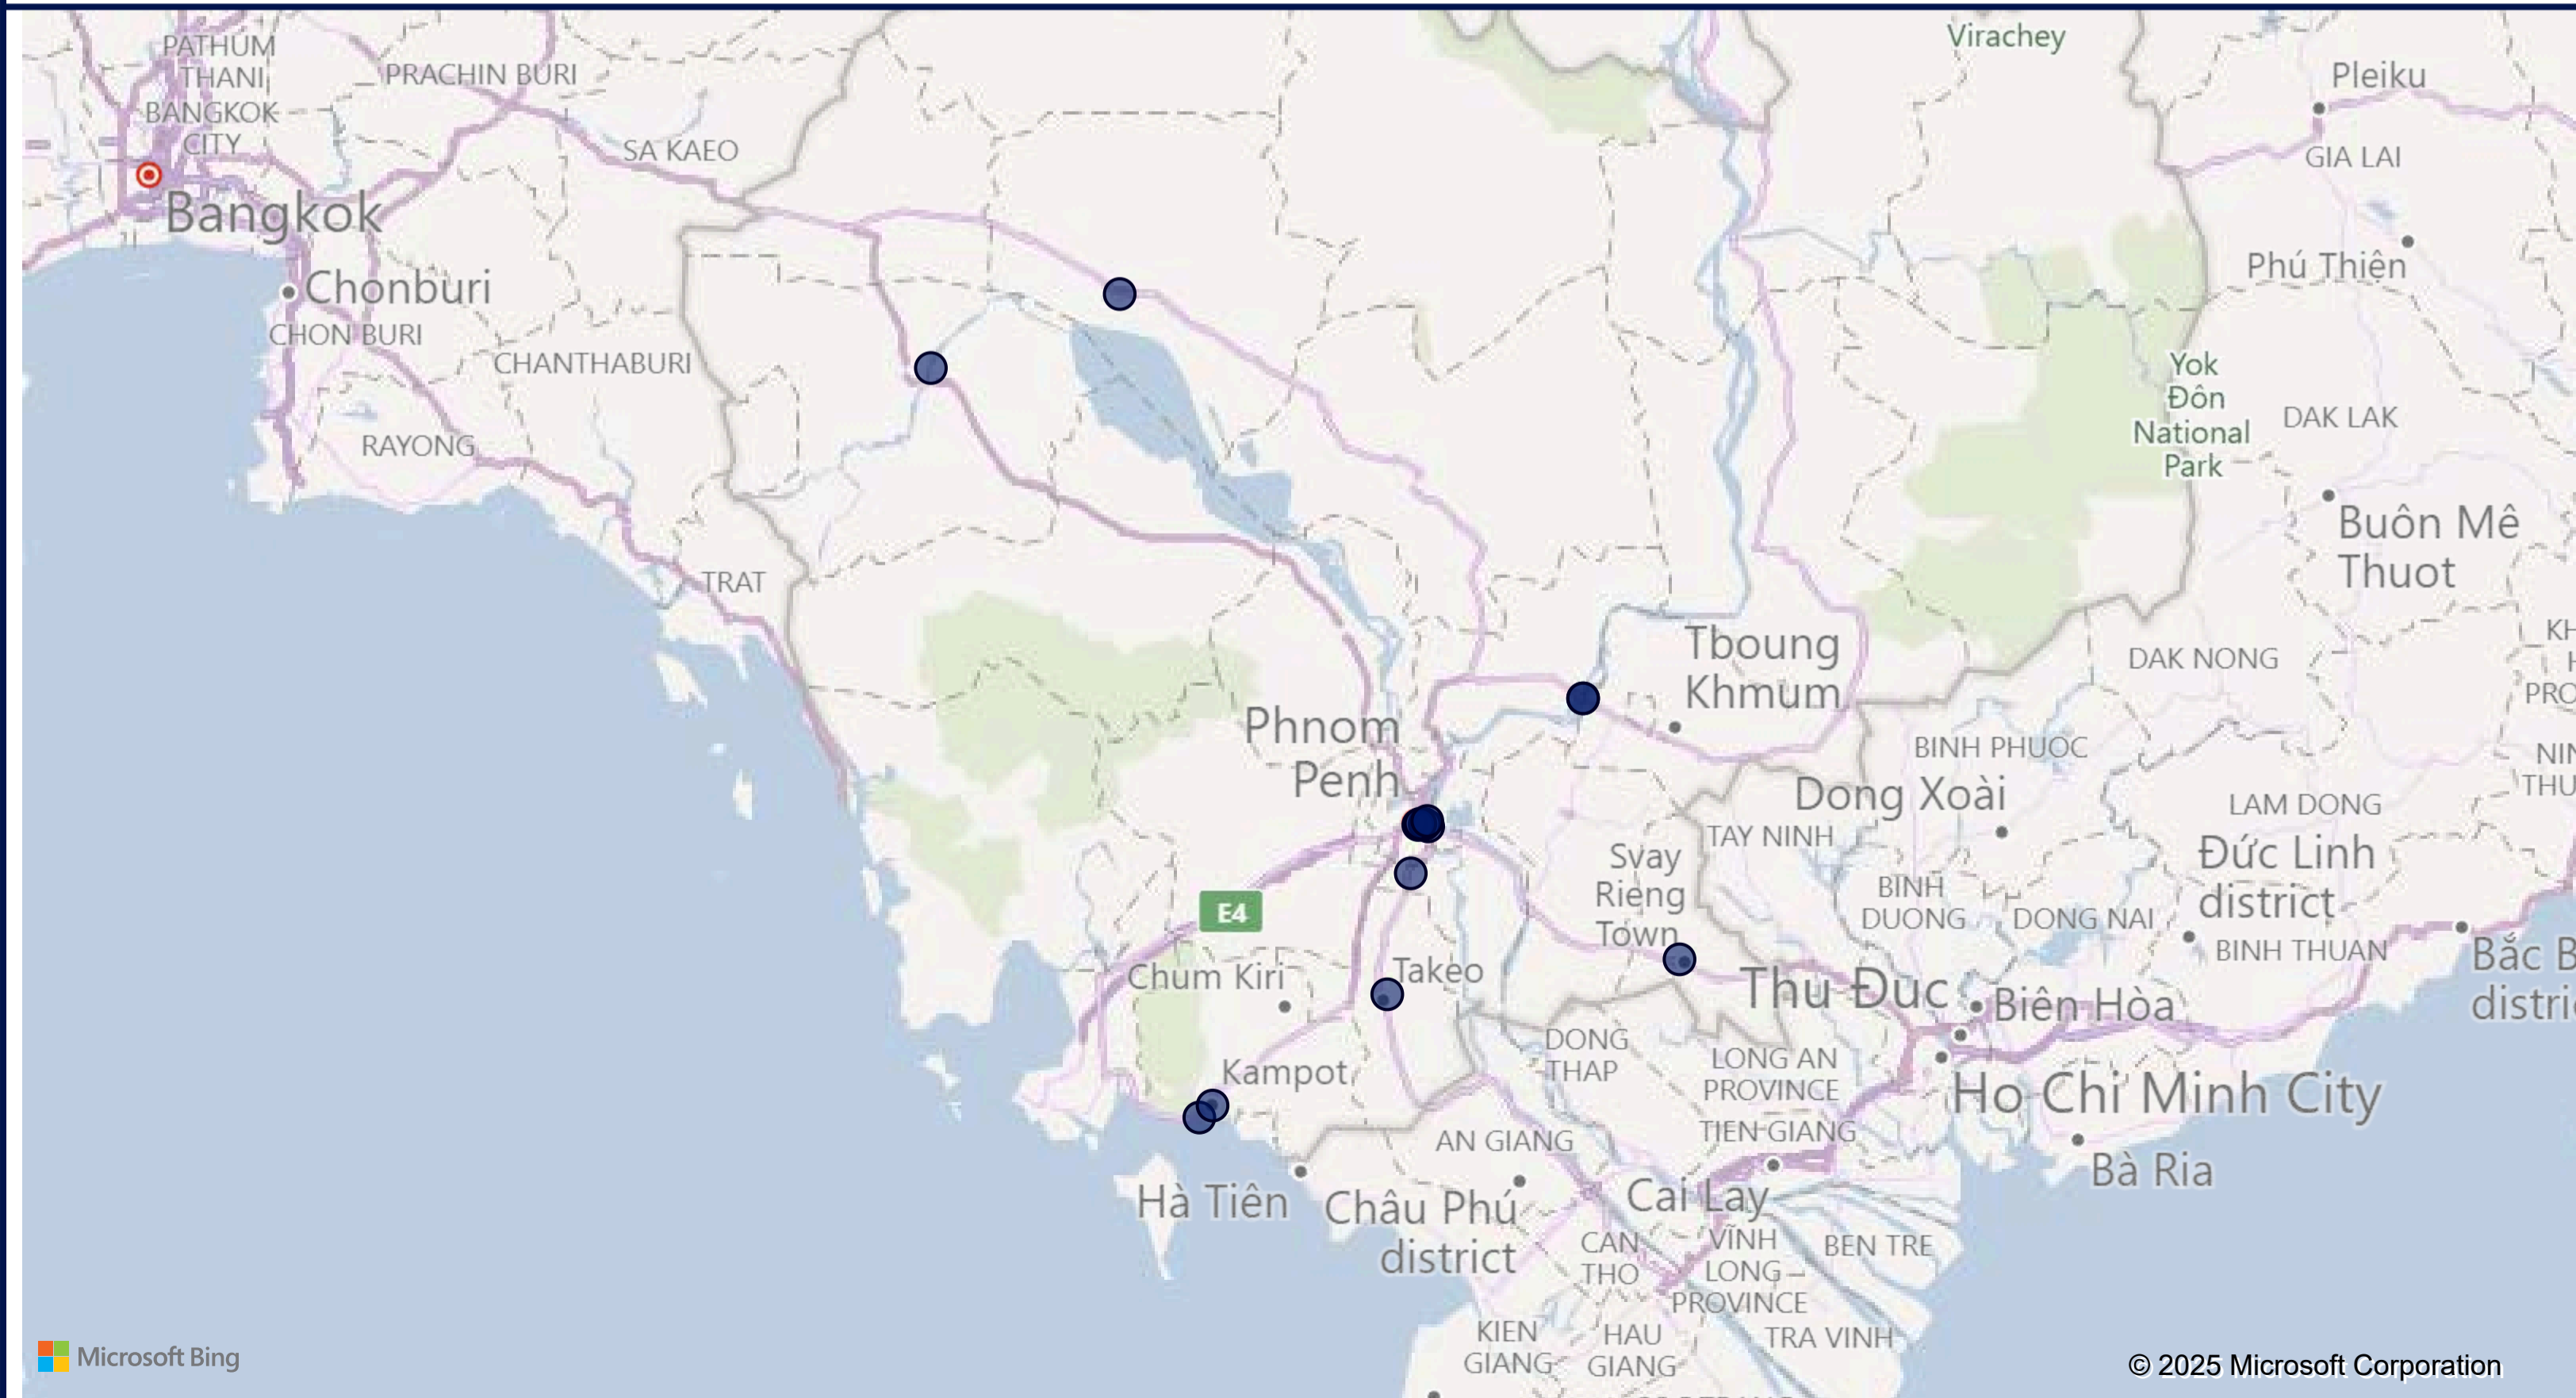 PATHUM
THANI
BANGKOK
CITY
Bangkok
PRACHIN BURI
SA KAEO
Chonburi
CHON BURI
CHANTHABURI
RAYONG
TRAT
Virachey
Pleiku
GIA LAI
Phú Thiện
Yok
Đôn
National
Park
DAK LAK
Buôn Mê
Thuot
Tboung
Khmum
DAK NONG
Phnom
Penh
BINH PHUOC
Dong Xoài
LAM DONG
TAY NINH
Svay
Rieng
Town
Đức Linh
district
BINH
DUONG
DONG NAI
BINH THUAN
E4
Chum Kiri
Takeo
Thu Đuc
Biên Hòa
Bắc B
distri
DONG
THAP
LONG AN
PROVINCE
Kampot
Ho Chi Minh City
TIEN GIANG
AN GIANG
Bà Ria
Hà Tiên
Châu Phú
district
Cai Lay
CAN
THO
VĨNH
LONG
PROVINCE
BEN TRE
KIEN
GIANG
HAU
GIANG
TRA VINH
Microsoft Bing
© 2025 Microsoft Corporation